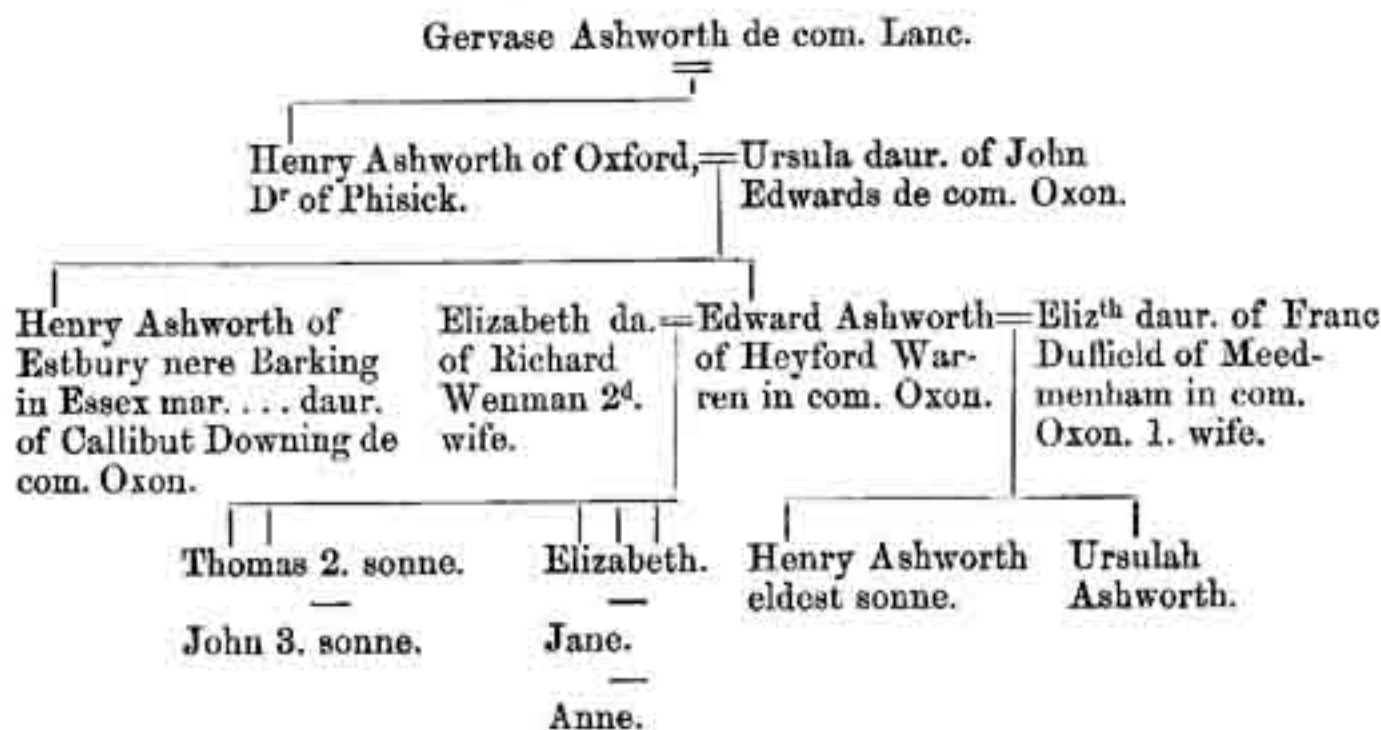 Gervase Ashworth de com. Lanc.
Henry Ashworth of Oxford,
Dr of Phisick.
Ursula daur. of John
Edwards de com. Oxon.
Henry Ashworth of
Estbury nere Barking
in Essex mar. . . . daur.
of Callibut Downing de
com. Oxon.
Elizabeth da.
of Richard
Wenman 2d.
wife.
Edward Ashworth
of Heyford War-
ren in com. Oxon.
Elizth daur. of Franc
Duffield of Meed-
menham in com.
Oxon. 1. wife.
Thomas 2. sonne.
John 3. sonne.
Elizabeth.
Jane.
Anne.
Henry Ashworth
eldest sonne.
Ursulah
Ashworth.